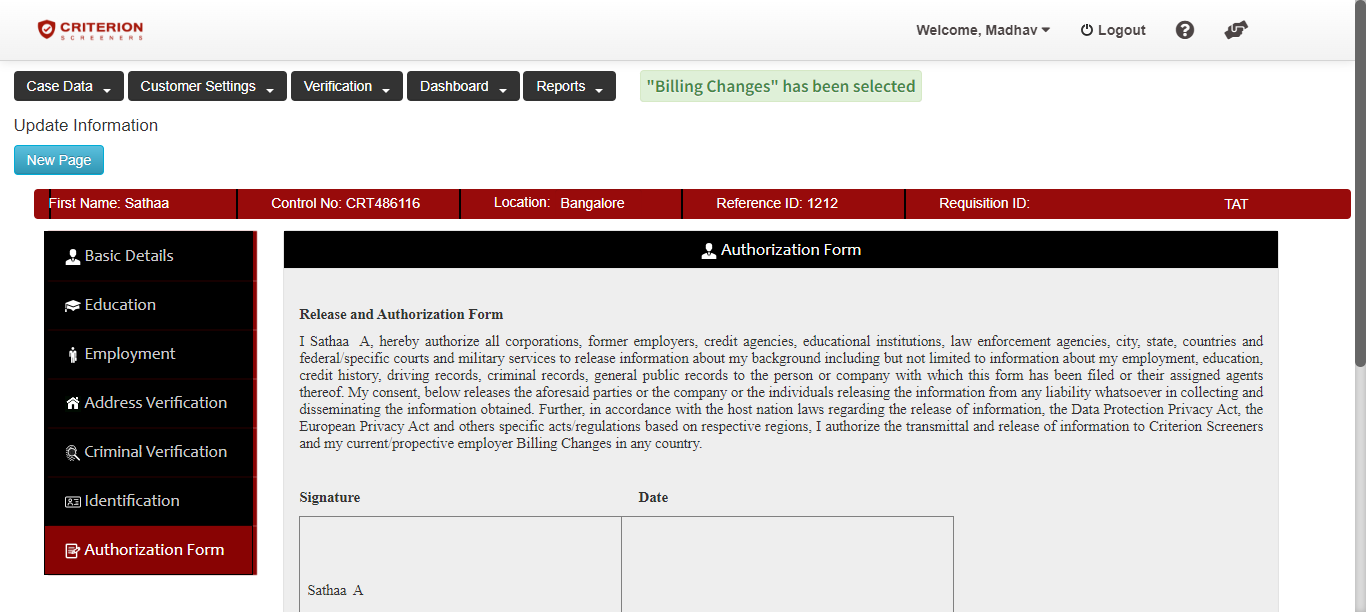 CRITERION
SCREENERS
Welcome, Madhav
Logout
Case Data
Customer Settings
Verification
Dashboard
Reports
"Billing Changes" has been selected
Update Information
New Page
First Name: Sathaa
Control No: CRT486116
Location: Bangalore
Reference ID: 1212
Requisition ID:
TAT
Basic Details
Education
Employment
Address Verification
Criminal Verification
Identification
Authorization Form
Authorization Form
Release and Authorization Form
I Sathaa A, hereby authorize all corporations, former employers, credit agencies, educational institutions, law enforcement agencies, city, state, countries and
federal/specific courts and military services to release information about my background including but not limited to information about my employment, education,
credit history, driving records, criminal records, general public records to the person or company with which this form has been filed or their assigned agents
thereof. My consent, below releases the aforesaid parties or the company or the individuals releasing the information from any liability whatsoever in collecting and
disseminating the information obtained. Further, in accordance with the host nation laws regarding the release of information, the Data Protection Privacy Act, the
European Privacy Act and others specific acts/regulations based on respective regions, I authorize the transmittal and release of information to Criterion Screeners
and my current/propective employer Billing Changes in any country.
Signature
Date
Sathaa A